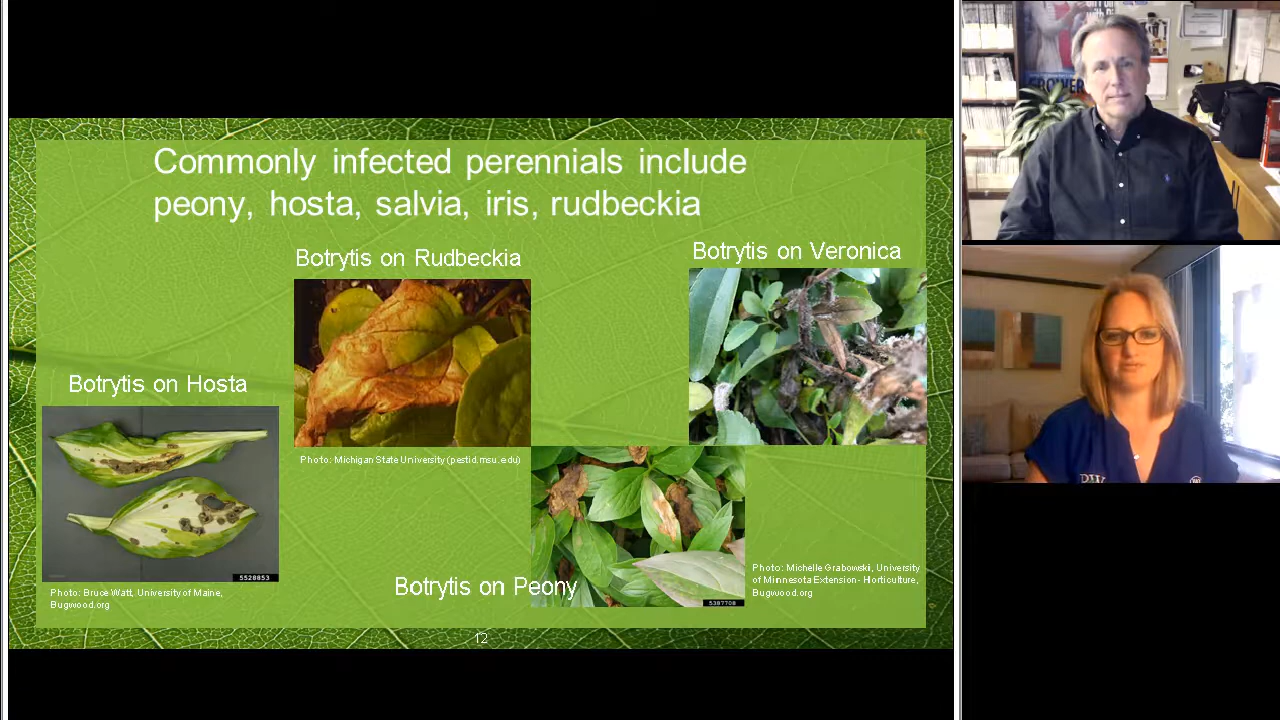 Commonly infected perennials include
peony, hosta, salvia, iris, rudbeckia
Botrytis on Rudbeckia
Botrytis on Veronica
Botrytis on Hosta
Photo: Michigan State University (pestid.msu.edu)
5528853
Photo: Bruce Watt, University of Maine,
Bugwood.org
Botrytis on Peony
5387708
Photo: Michelle Grabowski, University
of Minnesota Extension- Horticulture,
Bugwood.org
12
GROWER